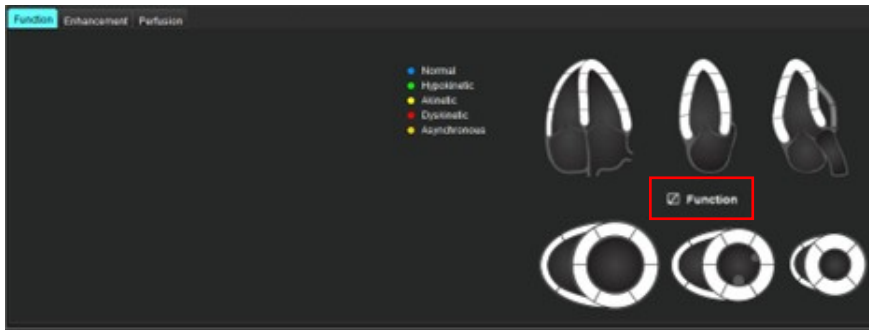 Function Enhancement Perfusion
Normal
Hypokinetic
Akinetic
Dyskinetic
Asynchronous
Function